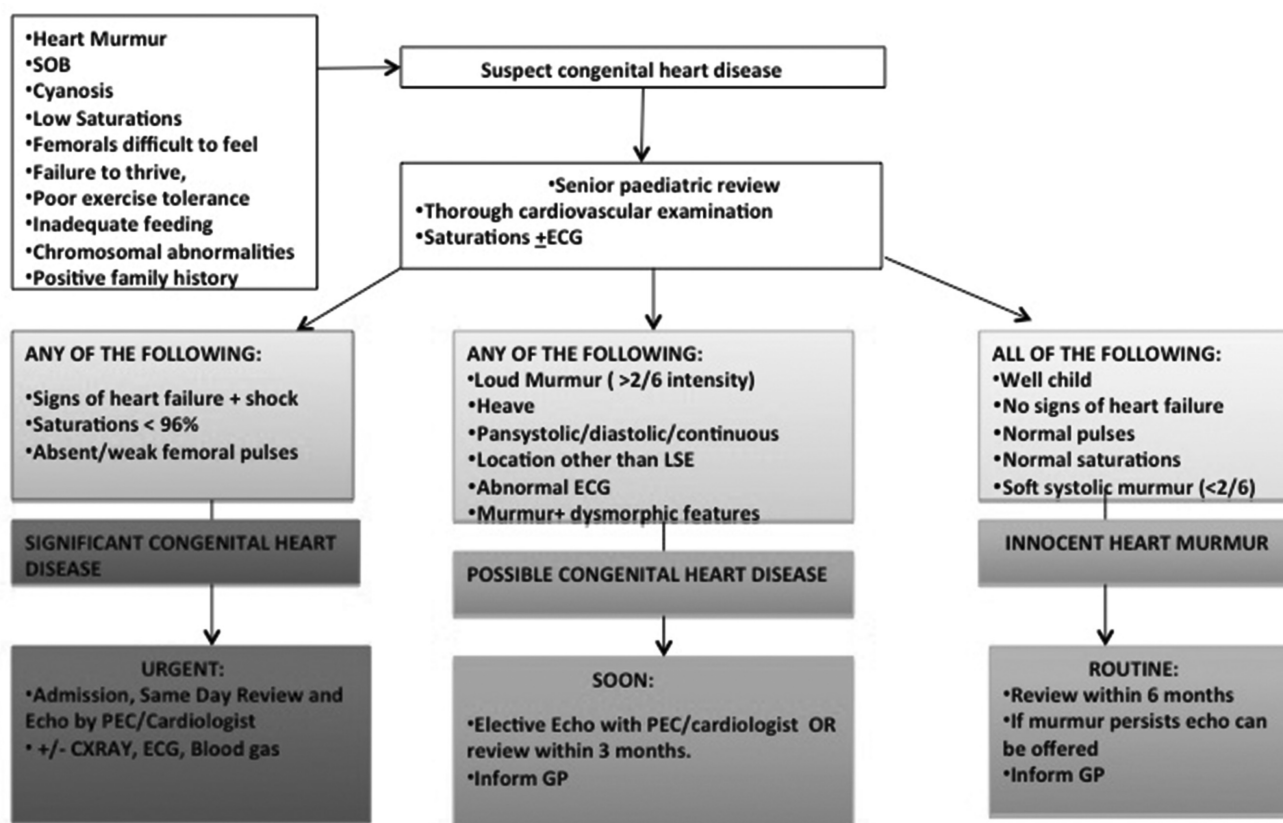 •Heart Murmur
•SOB
•Cyanosis
•Low Saturations
•Femorals difficult to feel
•Failure to thrive,
•Poor exercise tolerance
•Inadequate feeding
•Chromosomal abnormalities
•Positive family history
Suspect congenital heart disease
•Senior paediatric review
•Thorough cardiovascular examination
•Saturations ±ECG
ANY OF THE FOLLOWING:
•Signs of heart failure + shock
•Saturations < 96%
•Absent/weak femoral pulses
SIGNIFICANT CONGENITAL HEART
DISEASE
URGENT:
•Admission, Same Day Review and
Echo by PEC/Cardiologist
• +/- CXRAY, ECG, Blood gas
ANY OF THE FOLLOWING:
•Loud Murmur ( >2/6 intensity)
•Heave
•Pansystolic/diastolic/continuous
•Location other than LSE
•Abnormal ECG
•Murmur+ dysmorphic features
POSSIBLE CONGENITAL HEART DISEASE
SOON:
•Elective Echo with PEC/cardiologist OR
review within 3 months.
•Inform GP
ALL OF THE FOLLOWING:
•Well child
•No signs of heart failure
•Normal pulses
•Normal saturations
•Soft systolic murmur (<2/6)
INNOCENT HEART MURMUR
ROUTINE:
•Review within 6 months
•If murmur persists echo can
be offered
•Inform GP